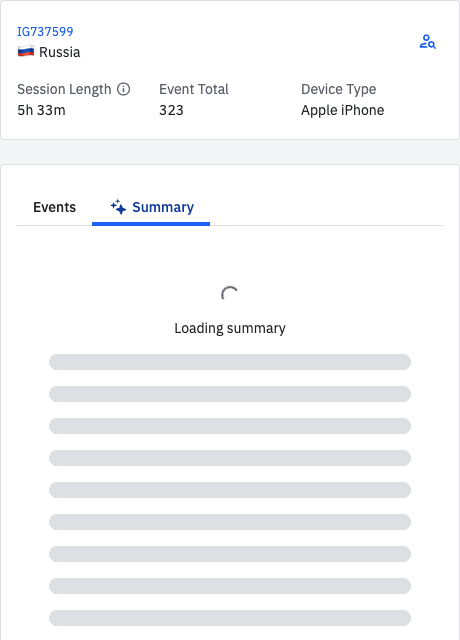 IG737599
Russia
Session Length Event Total Device Type
5h 33m 323 Apple iPhone
Events Summary
Loading summary